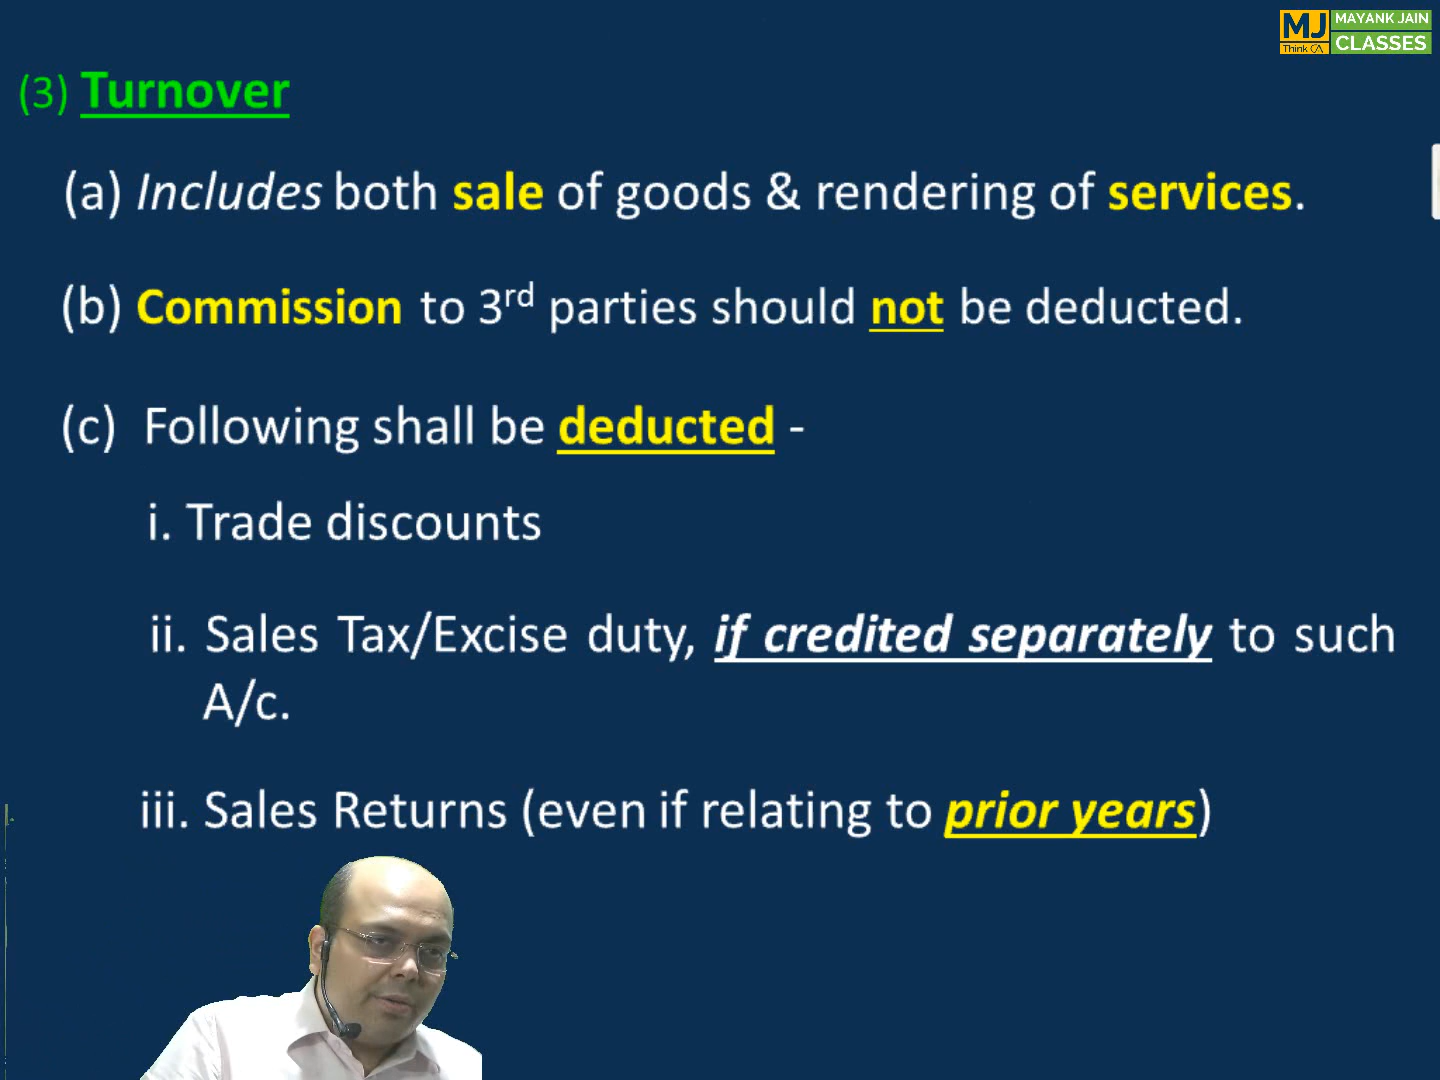 MJ MAYANK JAIN
Think CA CLASSES
(3) Turnover
(a) Includes both sale of goods & rendering of services.
(b) Commission to 3rd parties should not be deducted.
(c) Following shall be deducted -
i. Trade discounts
ii. Sales Tax/Excise duty, if credited separately to such
A/c.
iii. Sales Returns (even if relating to prior years)